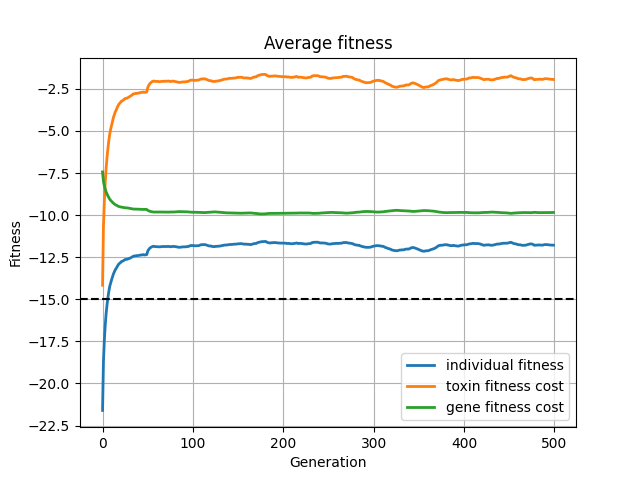 Average fitness
Fitness
−2.5
−5.0
−7.5
−10.0
−12.5
−15.0
−17.5
−20.0
−22.5
individual fitness
toxin fitness cost
gene fitness cost
0 100 200 300 400 500
Generation